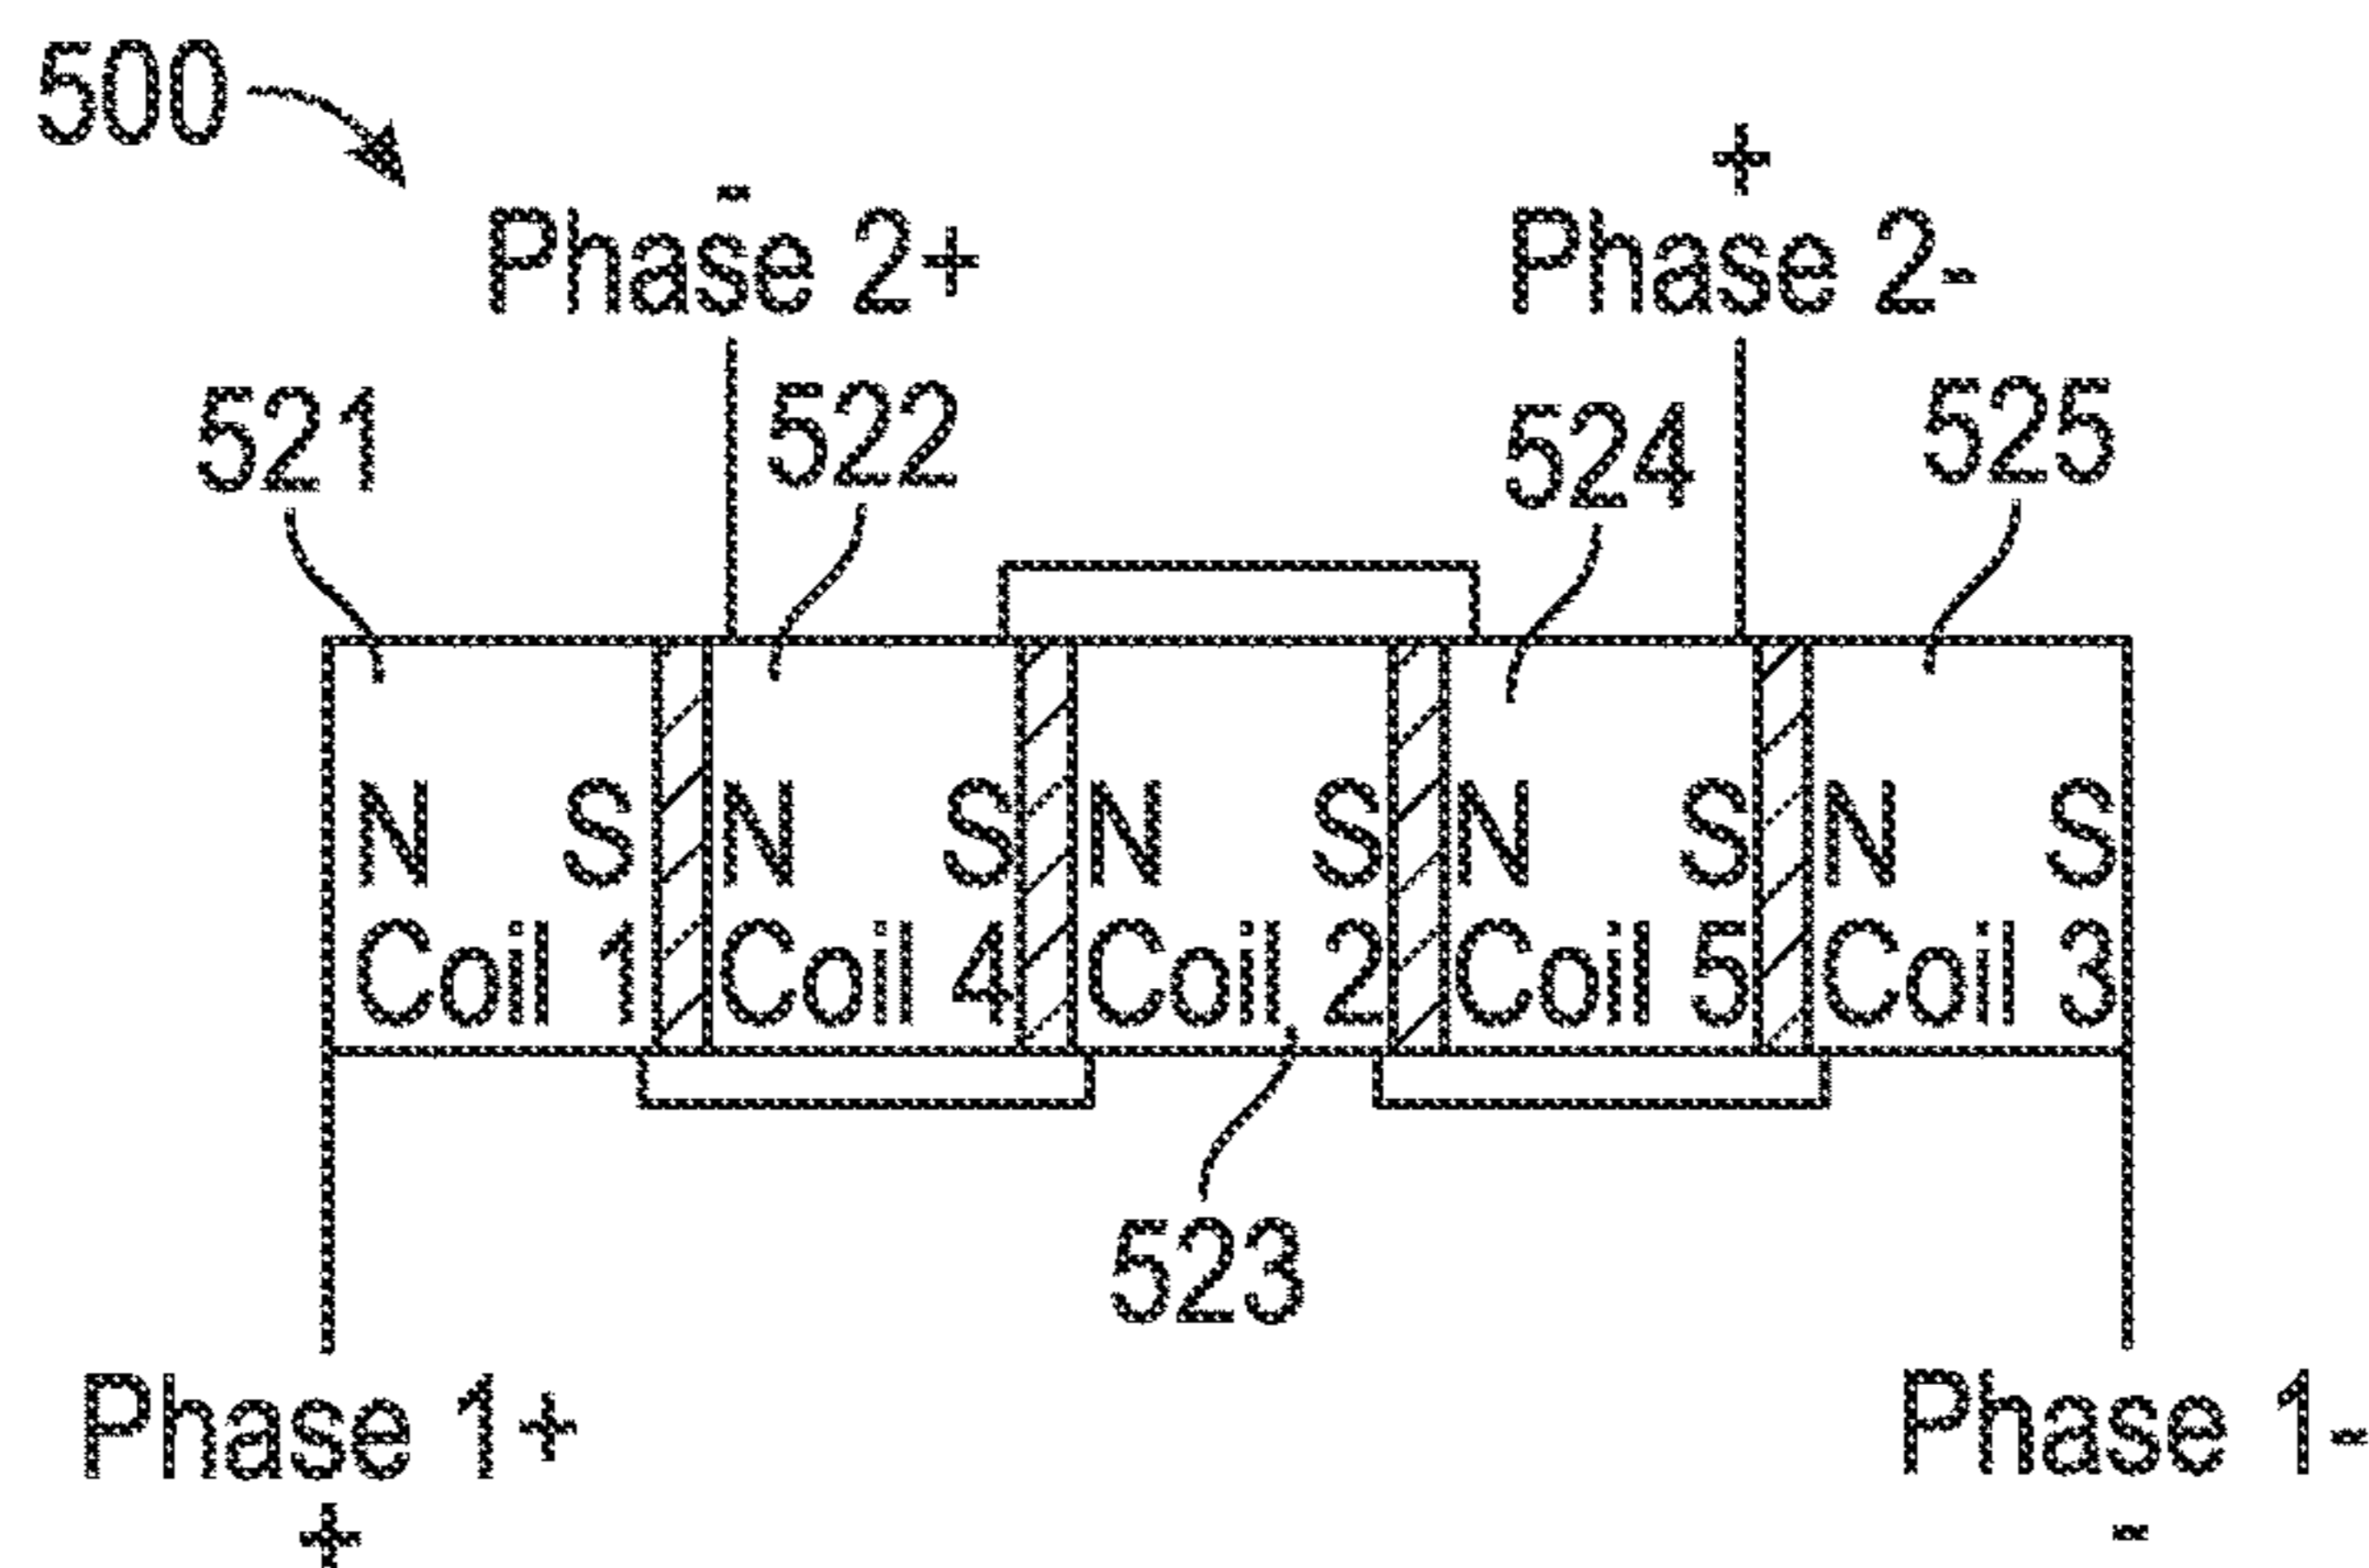 500
- +
Phase 2+ Phase 2-
521 522 524 525
N S N S N S N S N S
Coil 1 Coil 4 Coil 2 Coil 5 Coil 3
523
Phase 1+ Phase 1-
+ -